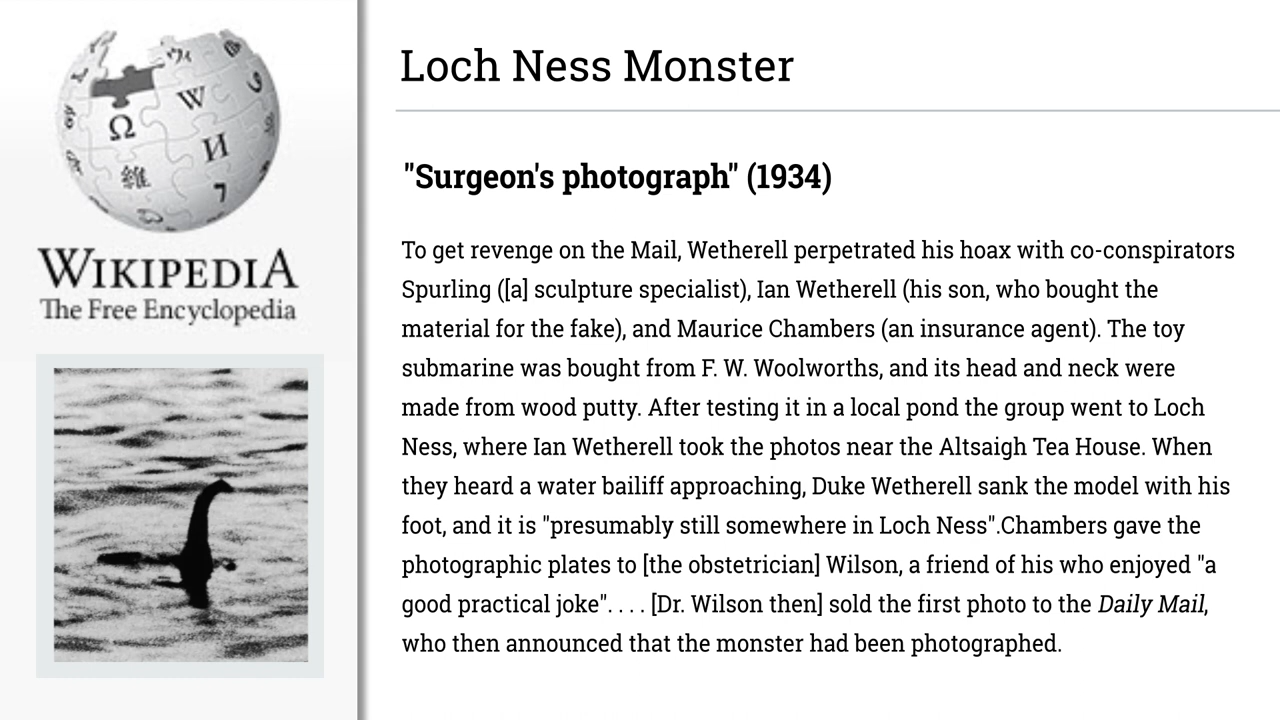 Ω
W
И
維
7
WIKIPEDIA
The Free Encyclopedia
Loch Ness Monster
"Surgeon's photograph" (1934)
To get revenge on the Mail, Wetherell perpetrated his hoax with co-conspirators
Spurling ([a] sculpture specialist), Ian Wetherell (his son, who bought the
material for the fake), and Maurice Chambers (an insurance agent). The toy
submarine was bought from F. W. Woolworths, and its head and neck were
made from wood putty. After testing it in a local pond the group went to Loch
Ness, where Ian Wetherell took the photos near the Altsaigh Tea House. When
they heard a water bailiff approaching, Duke Wetherell sank the model with his
foot, and it is "presumably still somewhere in Loch Ness".Chambers gave the
photographic plates to [the obstetrician] Wilson, a friend of his who enjoyed "a
good practical joke". . . . [Dr. Wilson then] sold the first photo to the Daily Mail,
who then announced that the monster had been photographed.